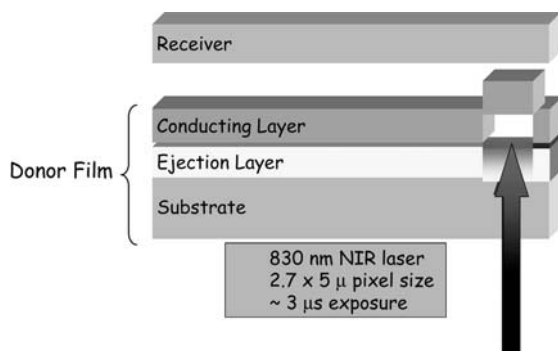 Receiver
Conducting Layer
Donor Film
Ejection Layer
Substrate
830 nm NIR laser
2.7 x 5 μ pixel size
~ 3 μs exposure